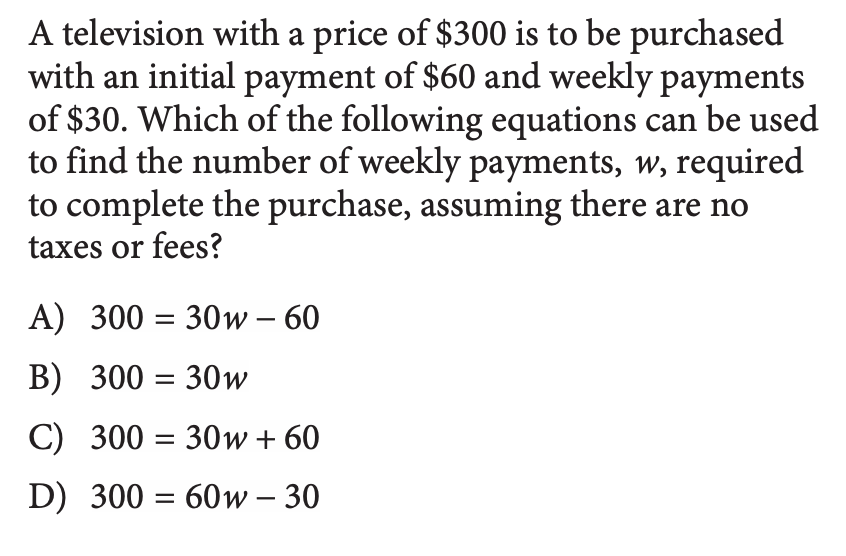 A television with a price of $300 is to be purchased
with an initial payment of $60 and weekly payments
of $30. Which of the following equations can be used
to find the number of weekly payments, w, required
to complete the purchase, assuming there are no
taxes or fees?
A) 300 = 30w – 60
B) 300 = 30w
C) 300 = 30w + 60
D) 300 = 60w – 30